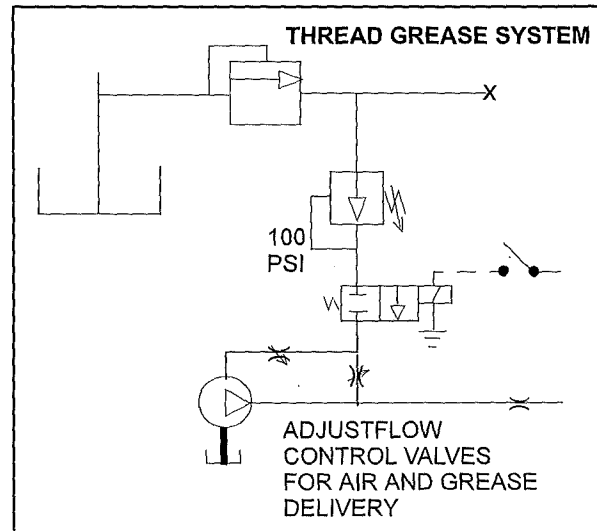 THREAD GREASE SYSTEM
X
100
PSI
ADJUSTFLOW
CONTROL VALVES
FOR AIR AND GREASE
DELIVERY